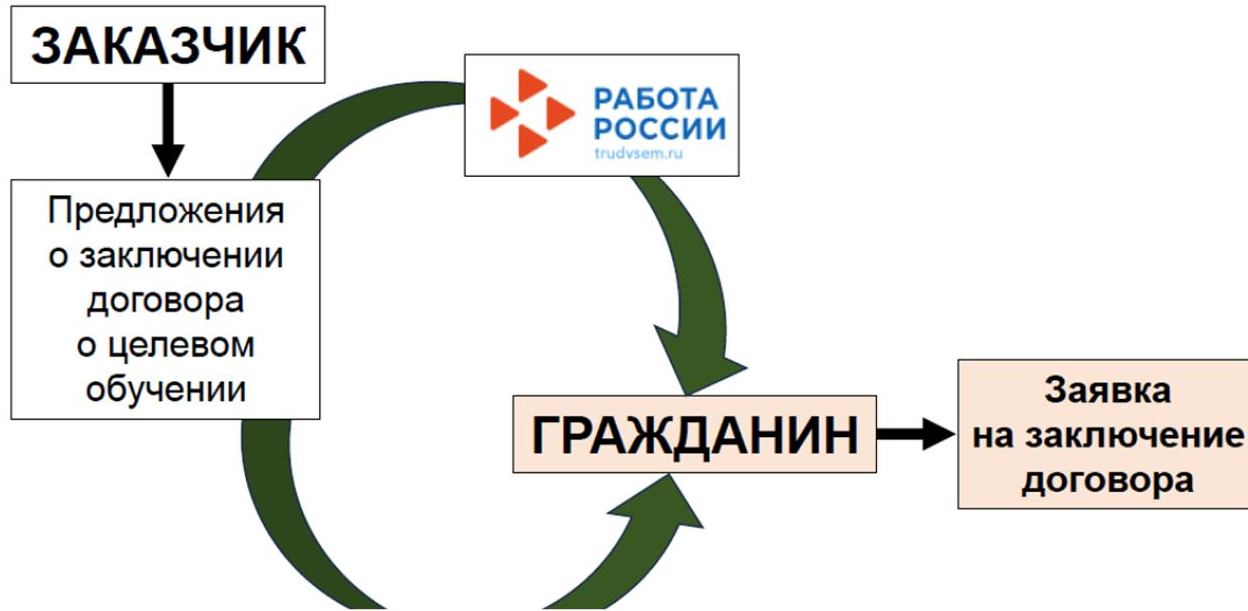 ЗАКАЗЧИК
РАБОТА
РОССИИ
trudvsem.ru
Предложения
о заключении
договора
о целевом
обучении
ГРАЖДАНИН
Заявка
на заключение
договора